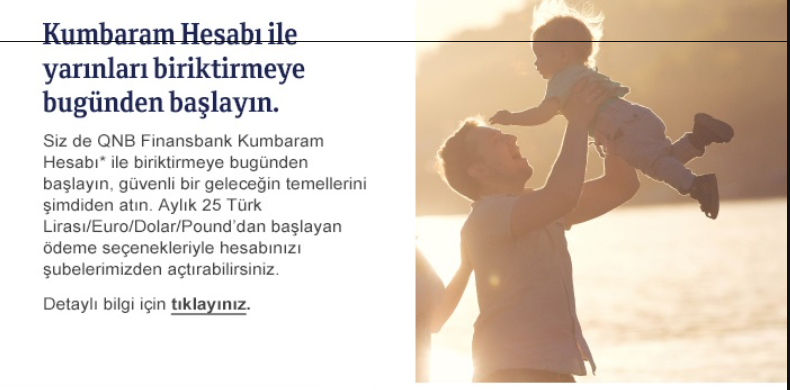 Kumbaram Hesabı ile
yarınları biriktirmeye
bugünden başlayın.
Siz de QNB Finansbank Kumbaram
Hesabı* ile biriktirmeye bugünden
başlayın, güvenli bir geleceğin temellerini
şimdiden atın. Aylık 25 Türk
Lirası/Euro/Dolar/Pound’dan başlayan
ödeme seçenekleriyle hesabınızı
şubelerimizden açtırabilirsiniz.
Detaylı bilgi için tıklayınız.